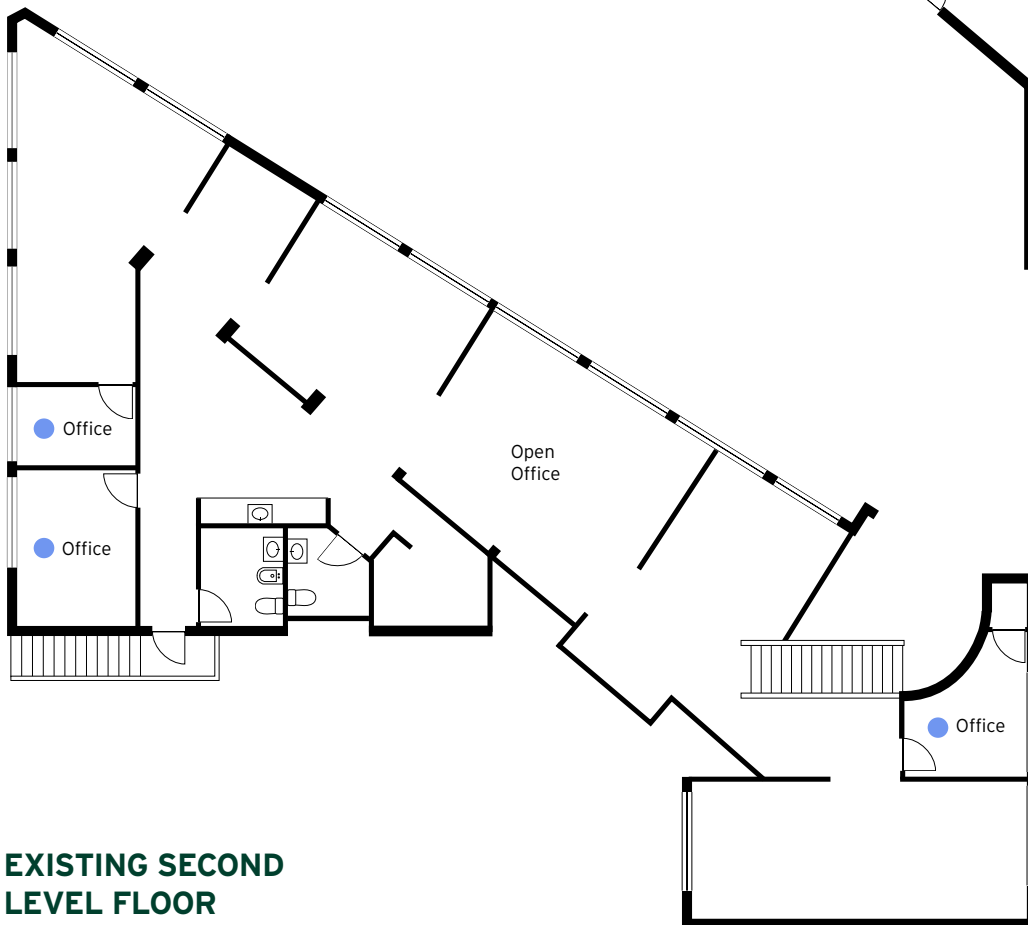 Office
Open
Office
Office
Office
EXISTING SECOND
LEVEL FLOOR